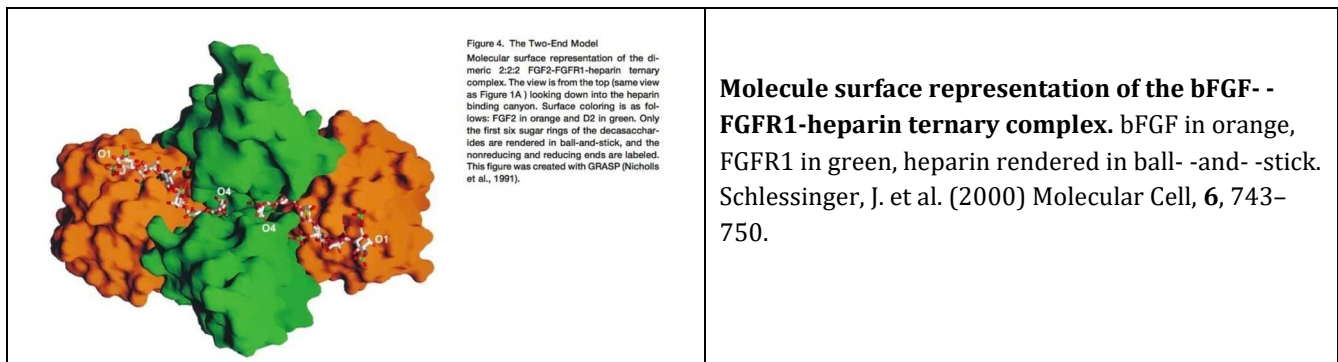 Figure 4. The Two-End Model
Molecular surface representation of the di-
meric 2:2:2 FGF2-FGFR1-heparin ternary
complex. The view is from the top (same view
as Figure 1A ) looking down into the heparin
binding canyon. Surface coloring is as fol-
lows: FGF2 in orange and D2 in green. Only
the first six sugar rings of the decasacchar-
ides are rendered in ball-and-stick, and the
nonreducing and reducing ends are labeled.
This figure was created with GRASP (Nicholls
et al., 1991).
O1
O4
O4
O1
Molecule surface representation of the bFGF- -
FGFR1-heparin ternary complex. bFGF in orange,
FGFR1 in green, heparin rendered in ball- -and- -stick.
Schlessinger, J. et al. (2000) Molecular Cell, 6, 743–
750.